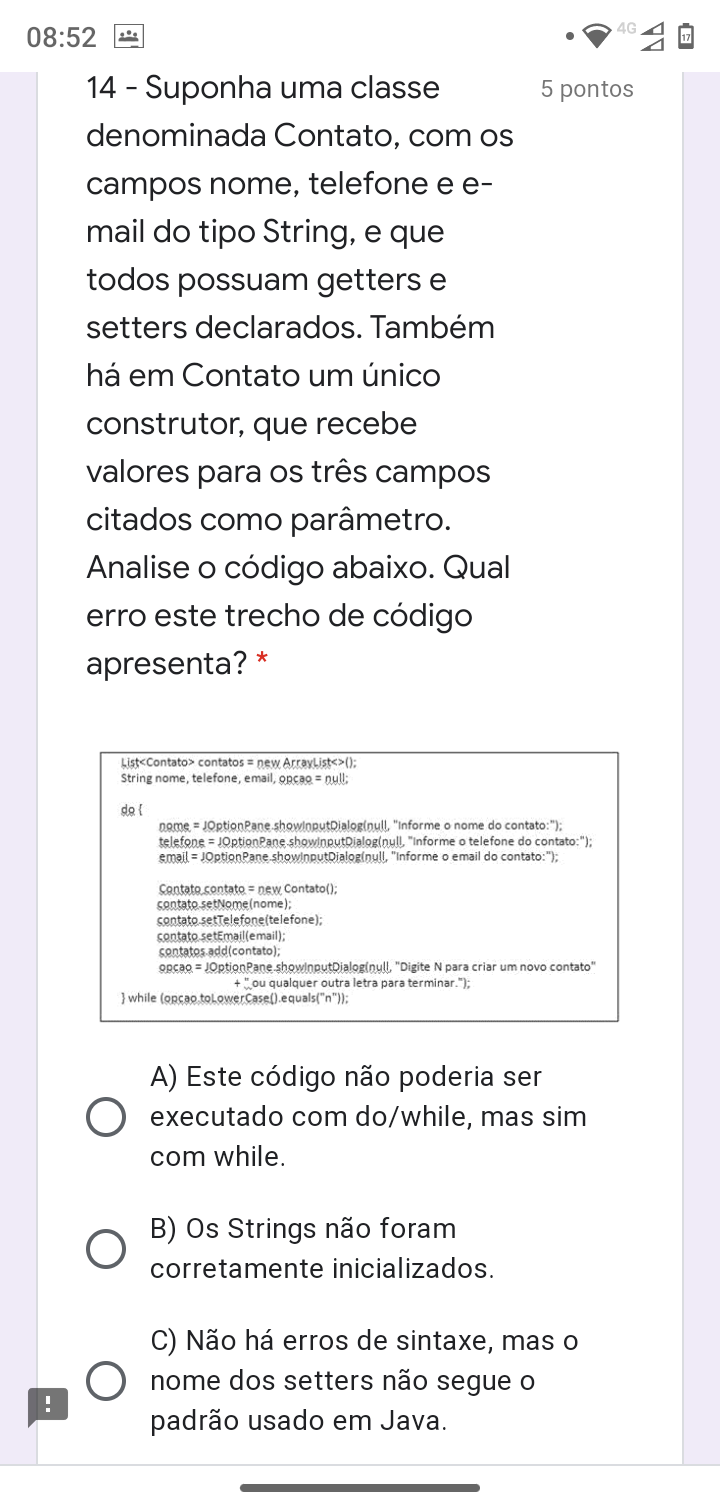 08:52
4G
17
14 - Suponha uma classe
5 pontos
denominada Contato, com os
campos nome, telefone e e-
mail do tipo String, e que
todos possuam getters e
setters declarados. Também
há em Contato um único
construtor, que recebe
valores para os três campos
citados como parâmetro.
Analise o código abaixo. Qual
erro este trecho de código
apresenta? *
List<Contato> contatos = new ArrayList<>();
String nome, telefone, email, opcao = null;
do {
nome = JOptionPane.showInputDialog(null, "Informe o nome do contato:");
telefone = JOptionPane.showInputDialog(null, "Informe o telefone do contato:");
email = JOptionPane.showInputDialog(null, "Informe o email do contato:");
Contato contato = new Contato();
contato.setNome(nome);
contato.setTelefone(telefone);
contato.setEmail(email);
contatos.add(contato);
opcao = JOptionPane.showInputDialog(null, "Digite N para criar um novo contato"
+ " ou qualquer outra letra para terminar.");
} while (opcao.toLowerCase().equals("n"));
A) Este código não poderia ser
executado com do/while, mas sim
com while.
B) Os Strings não foram
corretamente inicializados.
C) Não há erros de sintaxe, mas o
nome dos setters não segue o
padrão usado em Java.